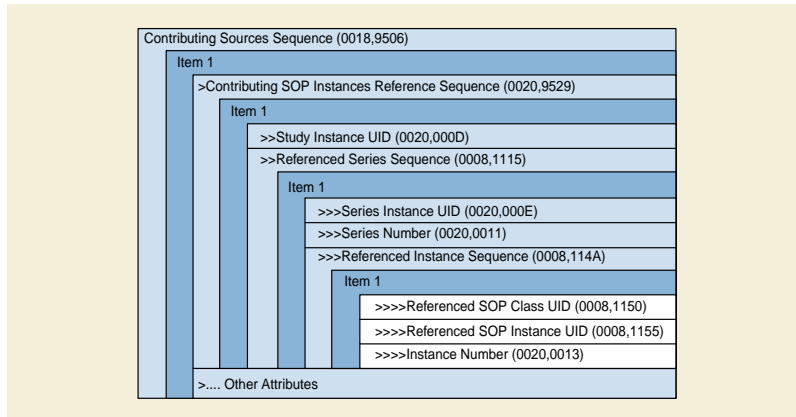 Contributing Sources Sequence (0018,9506)
Item 1
>Contributing SOP Instances Reference Sequence (0020,9529)
Item 1
>>Study Instance UID (0020,000D)
>>Referenced Series Sequence (0008,1115)
Item 1
>>>Series Instance UID (0020,000E)
>>>Series Number (0020,0011)
>>>Referenced Instance Sequence (0008,114A)
Item 1
>>>>Referenced SOP Class UID (0008,1150)
>>>>Referenced SOP Instance UID (0008,1155)
>>>>Instance Number (0020,0013)
>.... Other Attributes